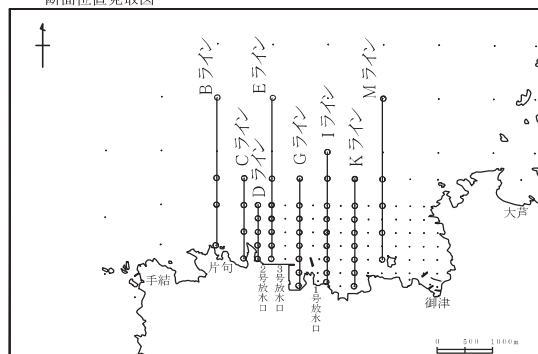 断面位置見取図
Bライン
Cライン
Dライン
Eライン
Gライン
Iライン
Kライン
Mライン
大芦
片句
手結
御津
2号放水口
3号放水口
1号放水口
0 500 1000m